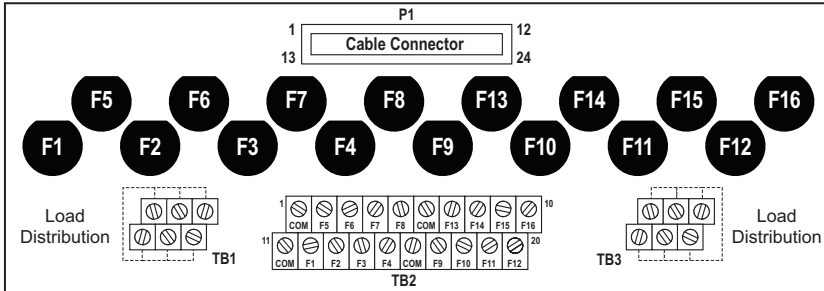 P1
1 12
Cable Connector
13 24
F5 F6 F7 F8 F13 F14 F15 F16
F1 F2 F3 F4 F9 F10 F11 F12
Load
Distribution
TB1
1 10
COM F5 F6 F7 F8 COM F13 F14 F15 F16
11 20
COM F1 F2 F3 F4 COM F9 F10 F11 F12
TB2
TB3
Load
Distribution